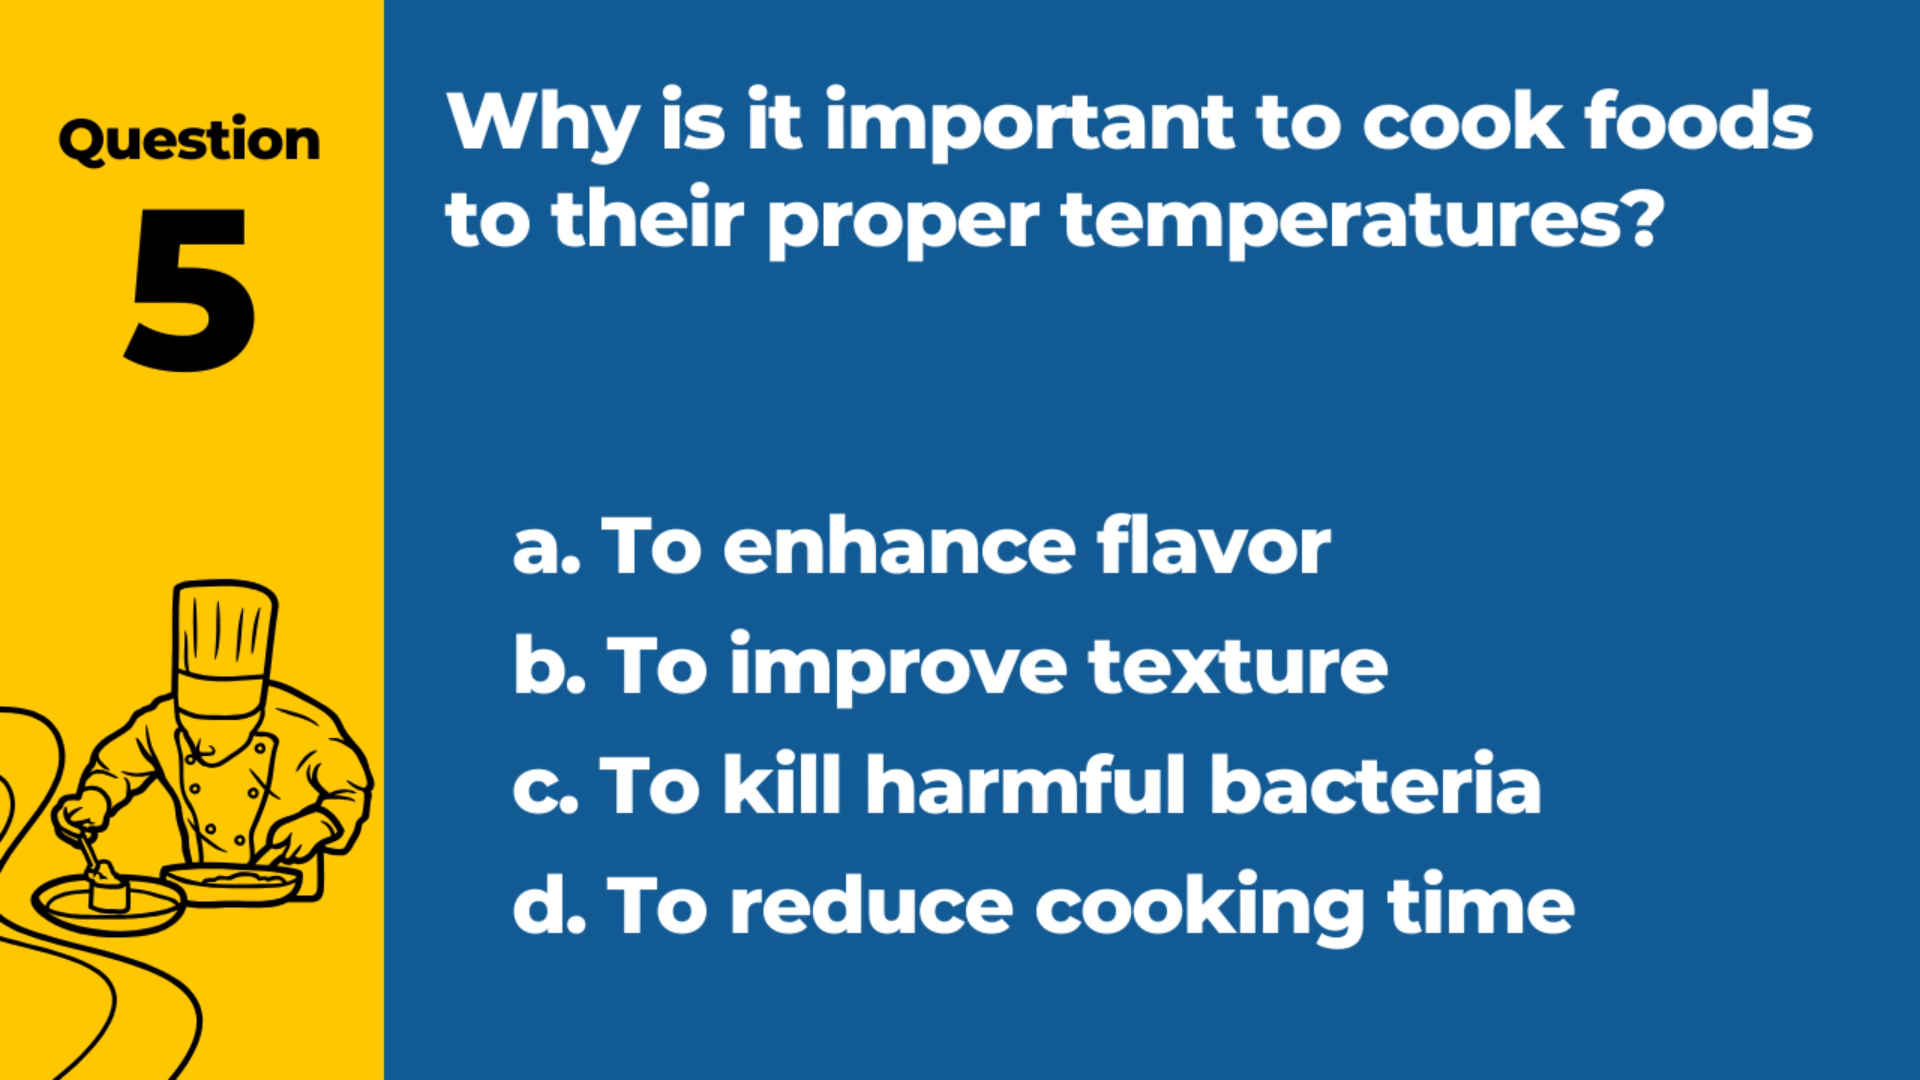 Question
5
Why is it important to cook foods
to their proper temperatures?
a. To enhance flavor
b. To improve texture
c. To kill harmful bacteria
d. To reduce cooking time